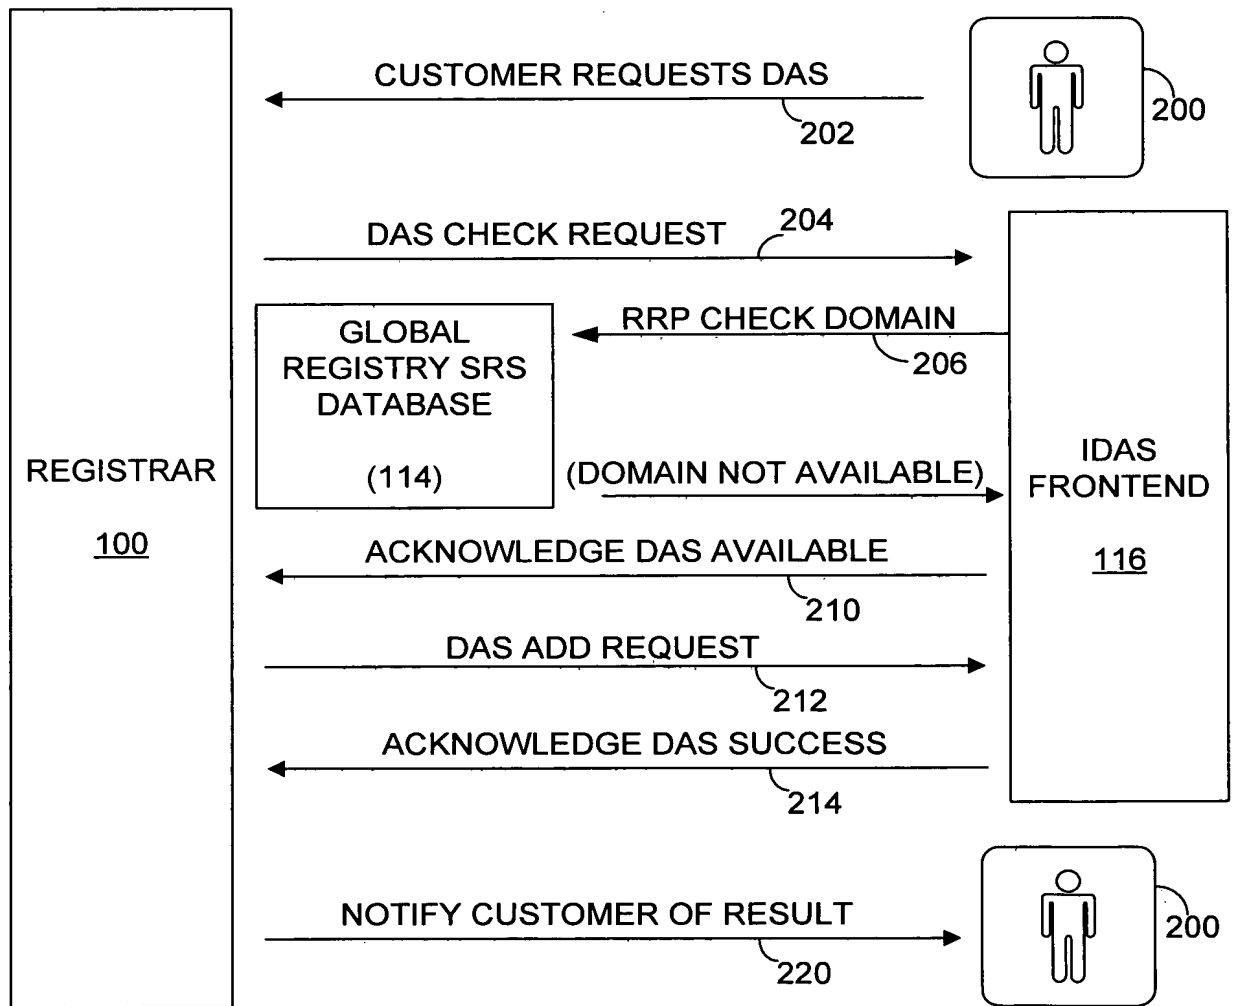 CUSTOMER REQUESTS DAS
202
200
DAS CHECK REQUEST
204
RRP CHECK DOMAIN
206
GLOBAL
REGISTRY SRS
DATABASE
(114)
(DOMAIN NOT AVAILABLE)
REGISTRAR
100
IDAS
FRONTEND
116
ACKNOWLEDGE DAS AVAILABLE
210
DAS ADD REQUEST
212
ACKNOWLEDGE DAS SUCCESS
214
NOTIFY CUSTOMER OF RESULT
220
200